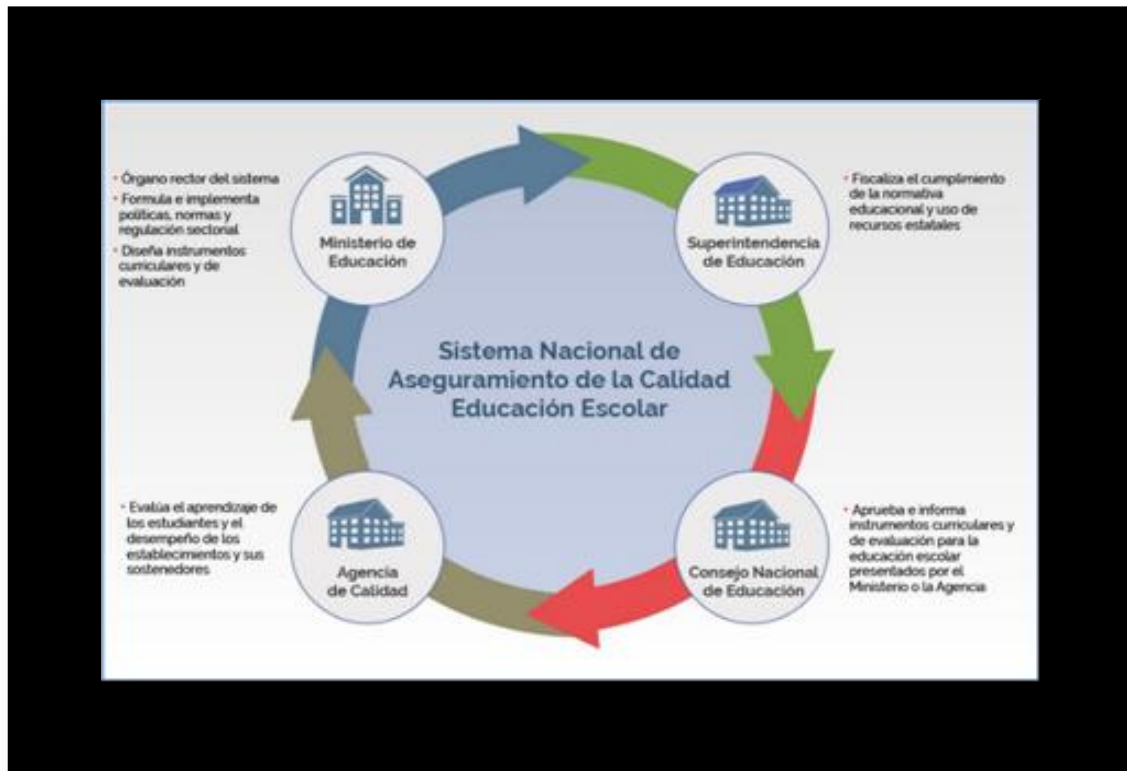 • Órgano rector del sistema
• Formula e implementa
políticas, normas y
regulación sectorial
• Diseña instrumentos
curriculares y de
evaluación
Ministerio de
Educación
Superintendencia
de Educación
• Fiscaliza el cumplimiento
de la normativa
educacional y uso de
recursos estatales
Sistema Nacional de
Aseguramiento de la Calidad
Educación Escolar
• Evalúa el aprendizaje de
los estudiantes y el
desempeño de los
establecimientos y sus
sostenedores
Agencia
de Calidad
Consejo Nacional
de Educación
• Aprueba e informa
instrumentos curriculares y
de evaluación para la
educación escolar
presentados por el
Ministerio o la Agencia